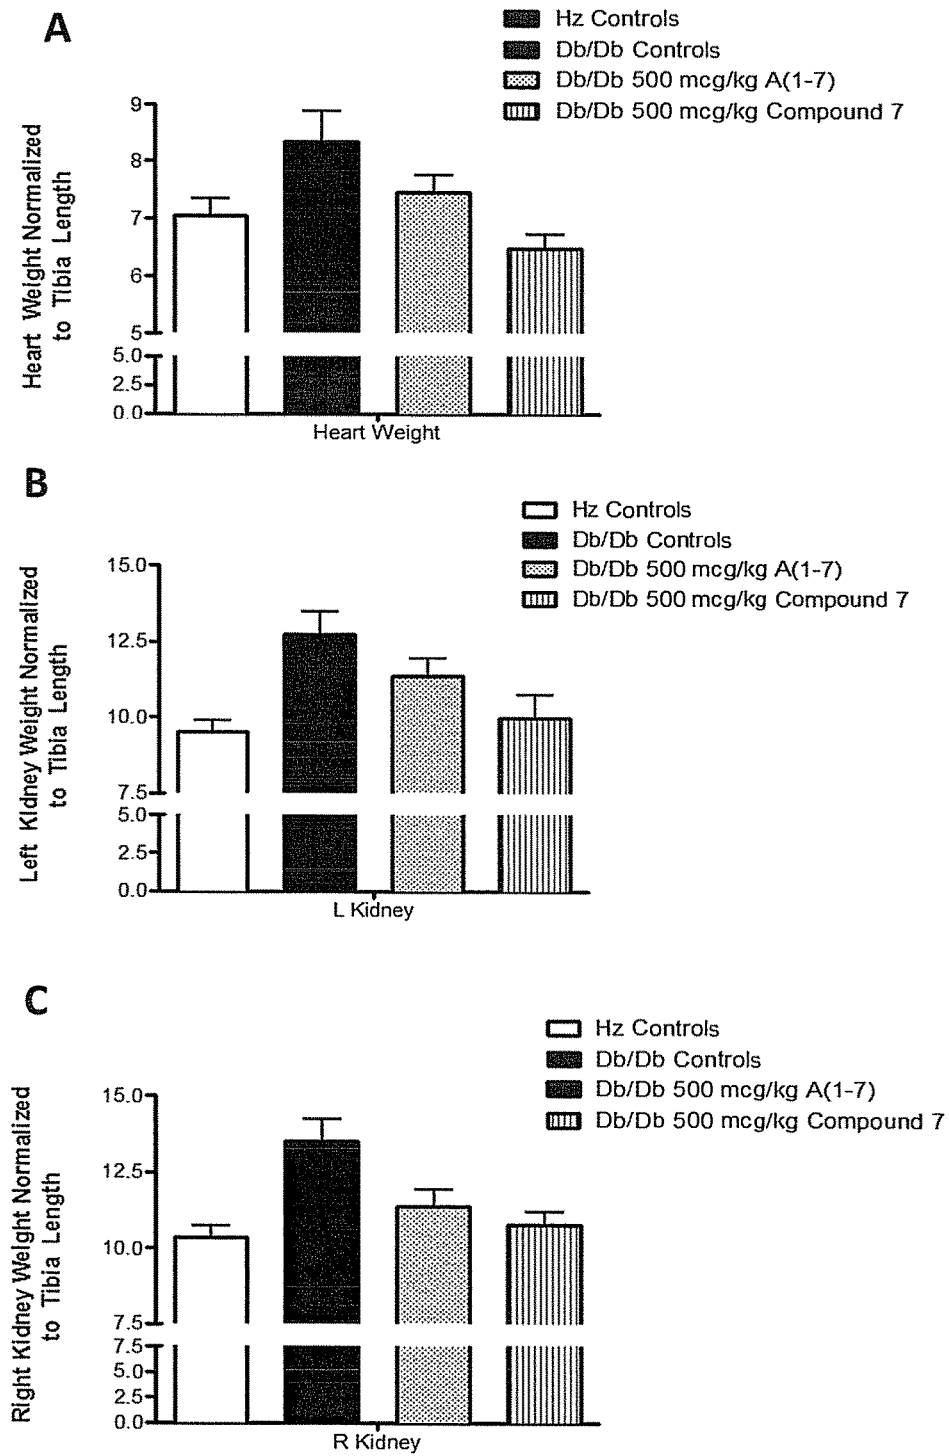 A
Hz Controls
Db/Db Controls
Db/Db 500 mcg/kg A(1-7)
Db/Db 500 mcg/kg Compound 7
Heart Weight Normalized
to Tibia Length
9
8
7
6
5
5.0
2.5
0.0
Heart Weight
B
Hz Controls
Db/Db Controls
Db/Db 500 mcg/kg A(1-7)
Db/Db 500 mcg/kg Compound 7
Left Kidney Weight Normalized
to Tibia Length
15.0
12.5
10.0
7.5
5.0
2.5
0.0
L Kidney
C
Hz Controls
Db/Db Controls
Db/Db 500 mcg/kg A(1-7)
Db/Db 500 mcg/kg Compound 7
Right Kidney Weight Normalized
to Tibia Length
15.0
12.5
10.0
7.5
7.5
5.0
2.5
0.0
R Kidney